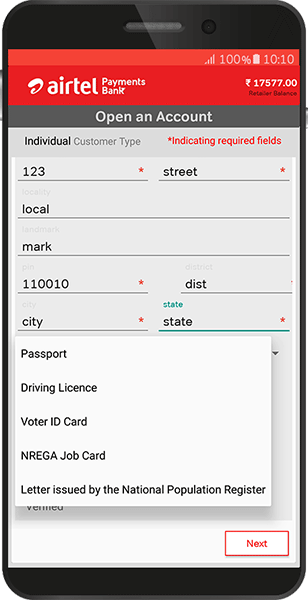 100% 10:10
airtel Payments Bank
₹ 17577.00
Retailer Balance
Open an Account
Individual Customer Type *Indicating required fields
123 * street *
locality
local
landmark
mark
pin district
110010 * dist *
city state
city * state *
Passport
Driving Licence
Voter ID Card
NREGA Job Card
Letter issued by the National Population Register
Verified
Next